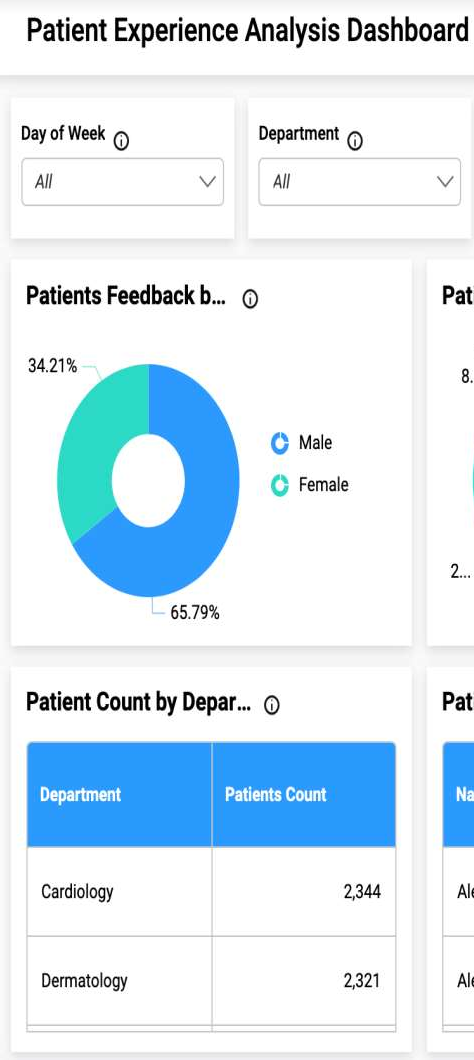 Patient Experience Analysis Dashboard
Day of Week
All
Department
All
Patients Feedback b...
34.21%
Male
Female
65.79%
Pat
8.
2...
Patient Count by Depar...
Department
Patients Count
Cardiology
2,344
Dermatology
2,321
Pat
Na
Ale
Ale